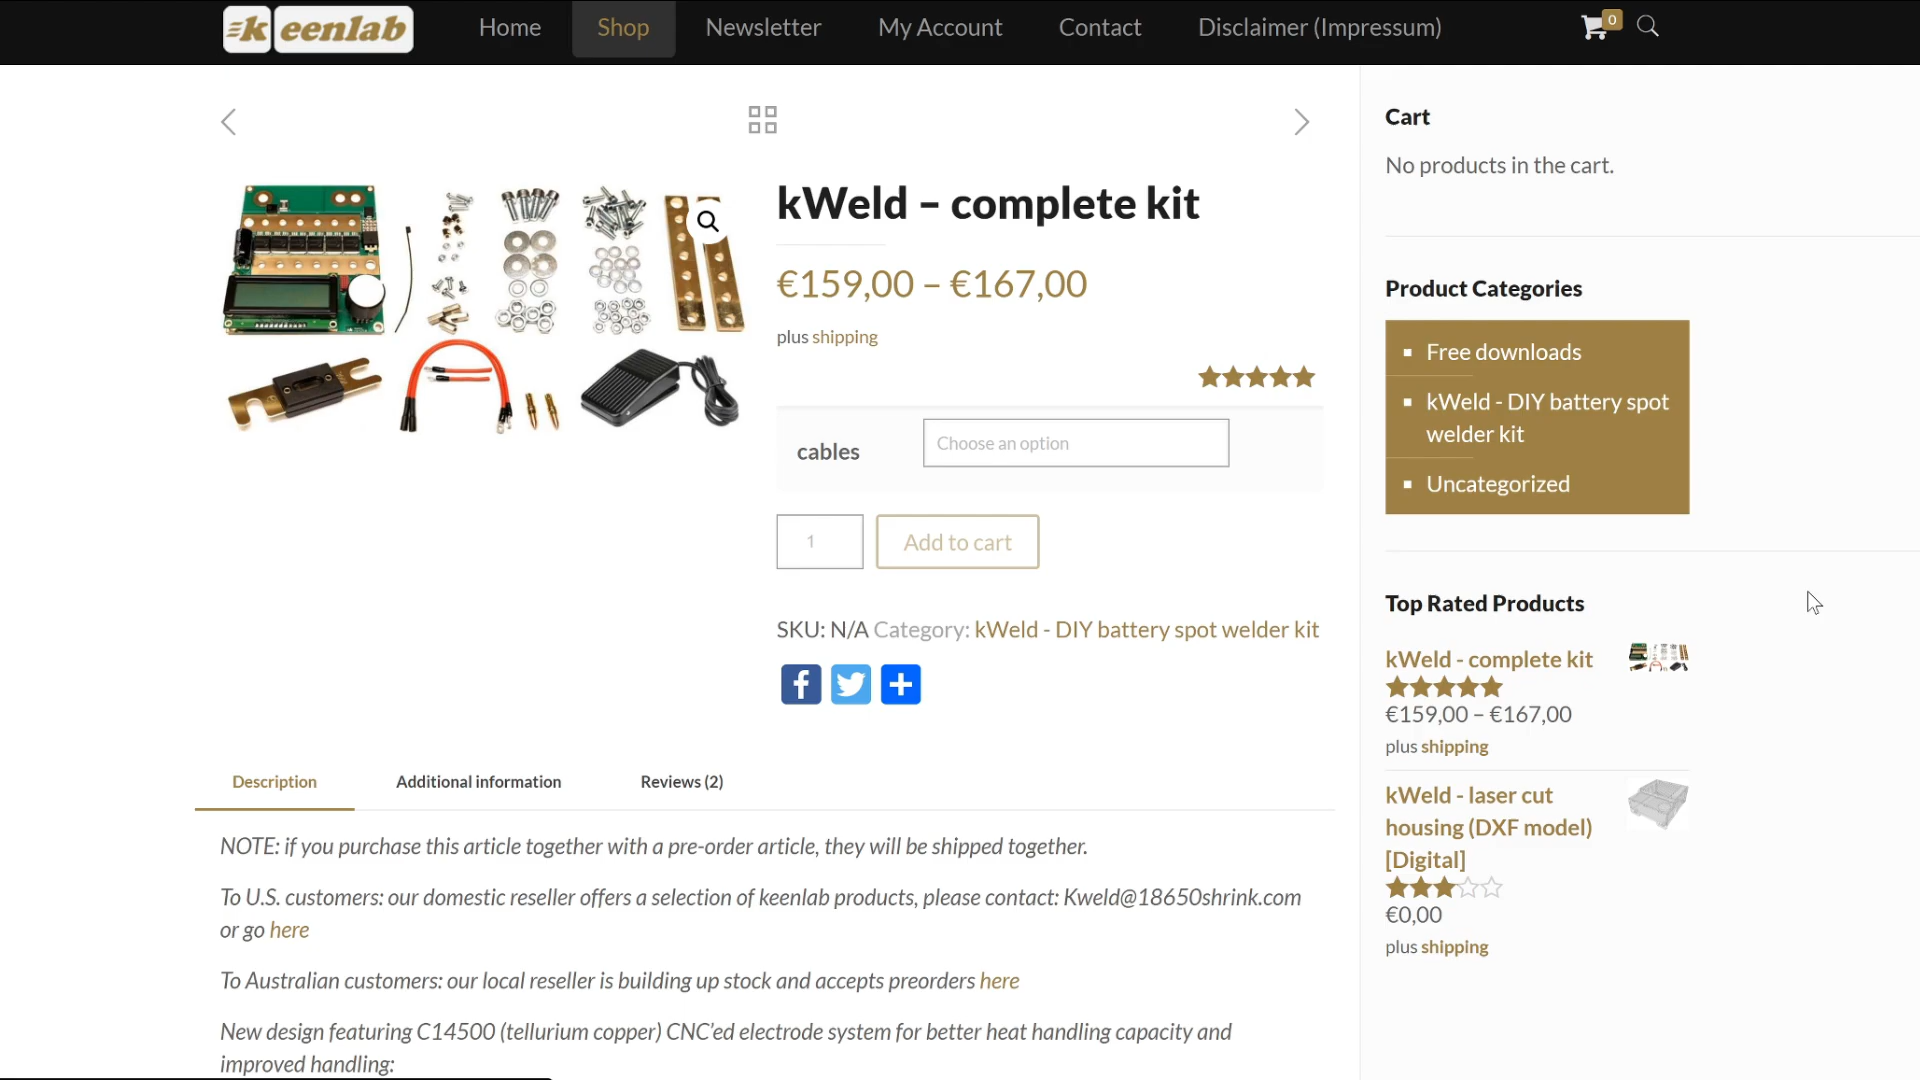 keenlab
Home
Shop
Newsletter
My Account
Contact
Disclaimer (Impressum)
0
kWeld – complete kit
€159,00 – €167,00
plus shipping
cables
Choose an option
1
Add to cart
SKU: N/A Category: kWeld - DIY battery spot welder kit
Description
Additional information
Reviews (2)
NOTE: if you purchase this article together with a pre-order article, they will be shipped together.
To U.S. customers: our domestic reseller offers a selection of keenlab products, please contact: Kweld@18650shrink.com
or go here
To Australian customers: our local reseller is building up stock and accepts preorders here
New design featuring C14500 (tellurium copper) CNC'ed electrode system for better heat handling capacity and
improved handling:
Cart
No products in the cart.
Product Categories
Free downloads
kWeld - DIY battery spot
welder kit
Uncategorized
Top Rated Products
kWeld - complete kit
€159,00 – €167,00
plus shipping
kWeld - laser cut
housing (DXF model)
[Digital]
€0,00
plus shipping